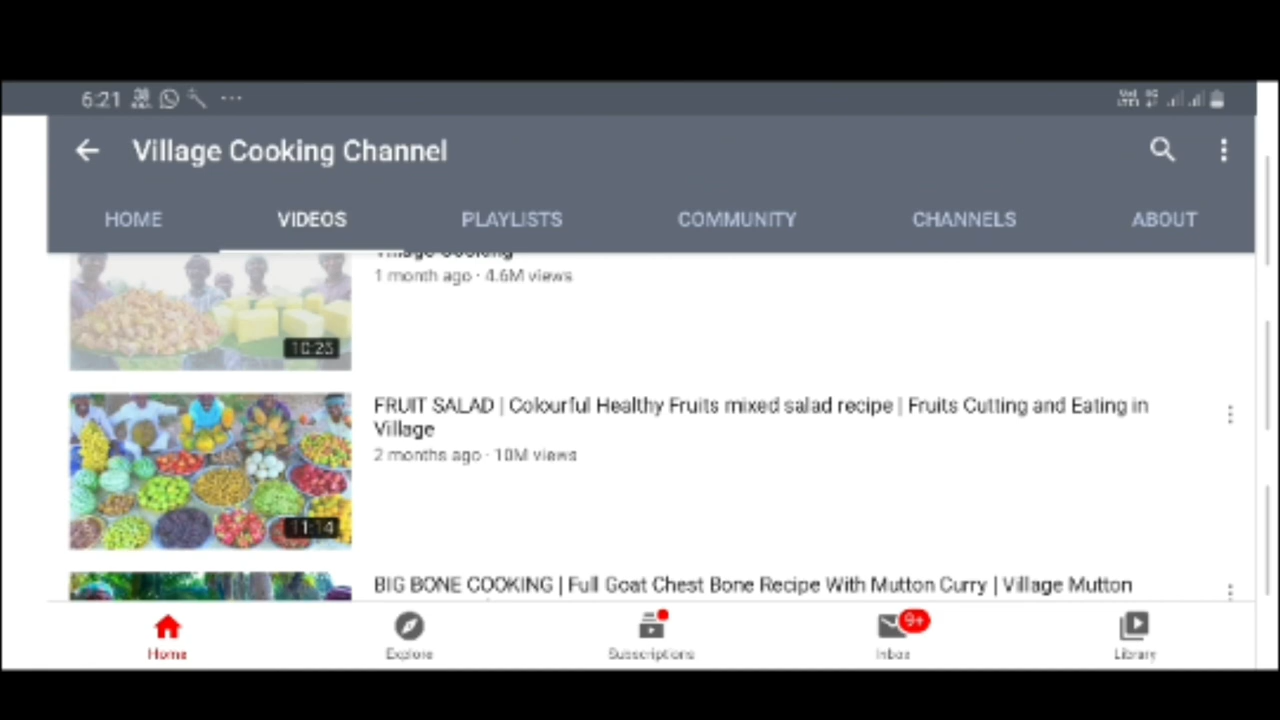 6:21
Village Cooking Channel
HOME VIDEOS PLAYLISTS COMMUNITY CHANNELS ABOUT
Village Cooking
1 month ago · 4.6M views
10:25
FRUIT SALAD | Colourful Healthy Fruits mixed salad recipe | Fruits Cutting and Eating in
Village
2 months ago · 10M views
11:14
BIG BONE COOKING | Full Goat Chest Bone Recipe With Mutton Curry | Village Mutton
9+
Home Explore Subscriptions Inbox Library